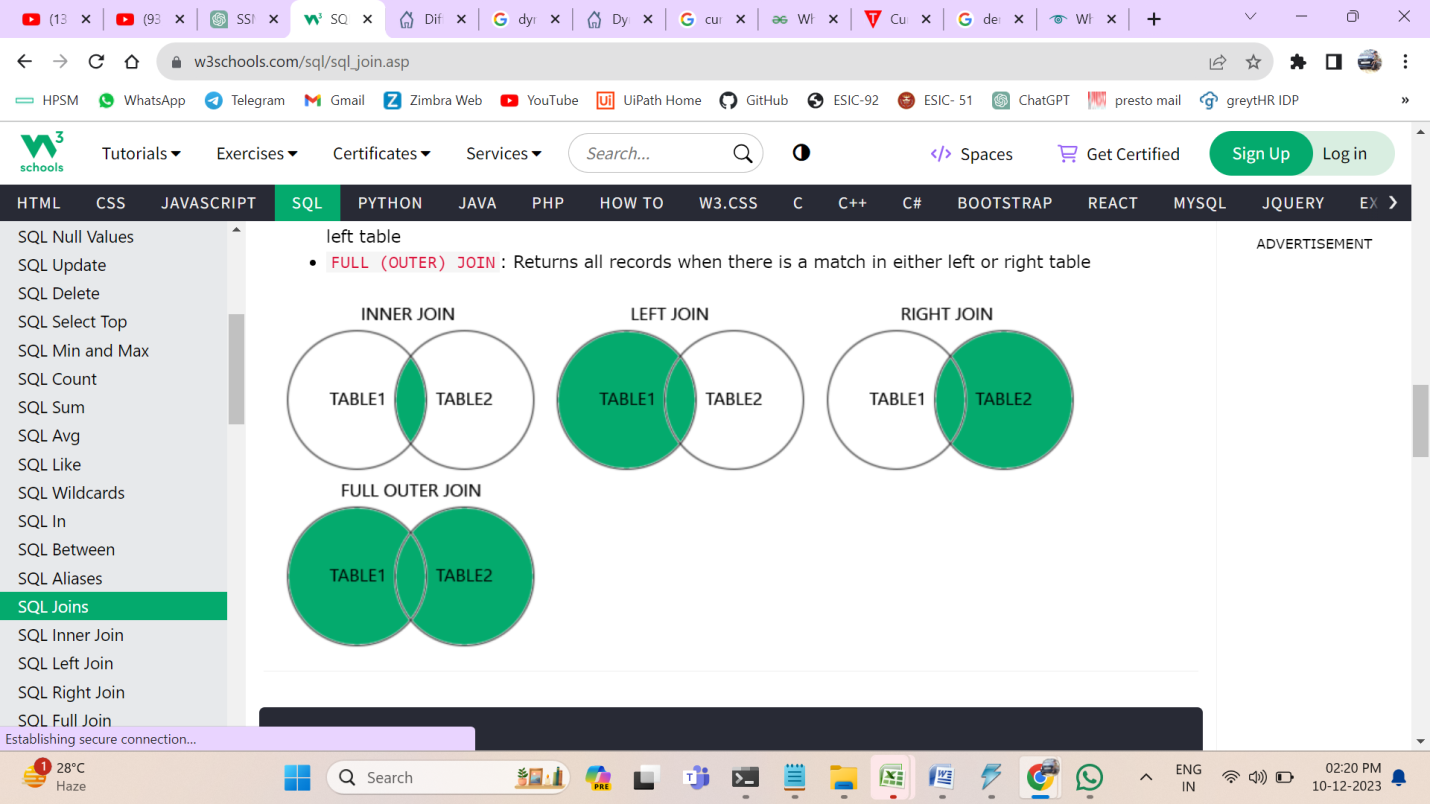 (13
(93
SSI
SQ
Dif
dyr
Dy
cur
Wh
Cu
de
Wh
w3schools.com/sql/sql_join.asp
HPSM
WhatsApp
Telegram
Gmail
Zimbra Web
YouTube
UiPath Home
GitHub
ESIC-92
ESIC- 51
ChatGPT
presto mail
greytHR IDP
»
3
schools
Tutorials
Exercises
Certificates
Services
Search...
Spaces
Get Certified
Sign Up
Log in
HTML
CSS
JAVASCRIPT
SQL
PYTHON
JAVA
PHP
HOW TO
W3.CSS
C
C++
C#
BOOTSTRAP
REACT
MYSQL
JQUERY
EX
SQL Null Values
SQL Update
SQL Delete
SQL Select Top
SQL Min and Max
SQL Count
SQL Sum
SQL Avg
SQL Like
SQL Wildcards
SQL In
SQL Between
SQL Aliases
SQL Joins
SQL Inner Join
SQL Left Join
SQL Right Join
SQL Full Join
left table
• FULL (OUTER) JOIN : Returns all records when there is a match in either left or right table
INNER JOIN
TABLE1
TABLE2
LEFT JOIN
TABLE1
TABLE2
RIGHT JOIN
TABLE1
TABLE2
FULL OUTER JOIN
TABLE1
TABLE2
ADVERTISEMENT
Establishing secure connection...
1
28°C
Haze
Search
PRE
ENG
IN
02:20 PM
10-12-2023